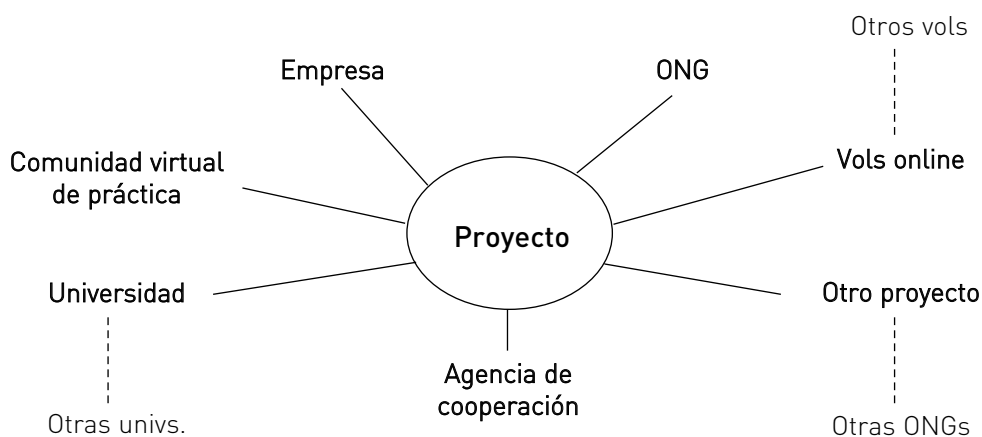 Otros vols
Empresa
ONG
Comunidad virtual
de práctica
Vols online
Proyecto
Universidad
Otro proyecto
Agencia de
cooperación
Otras univs.
Otras ONGs